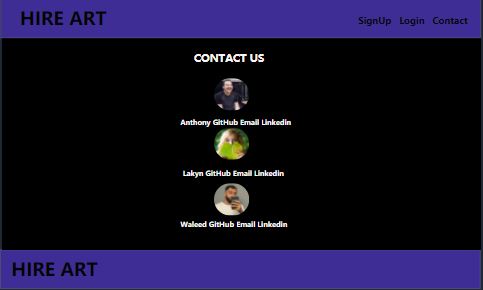 HIRE ART
SignUp Login Contact
CONTACT US
Anthony GitHub Email Linkedin
Lakyn GitHub Email Linkedin
Waleed GitHub Email Linkedin
HIRE ART